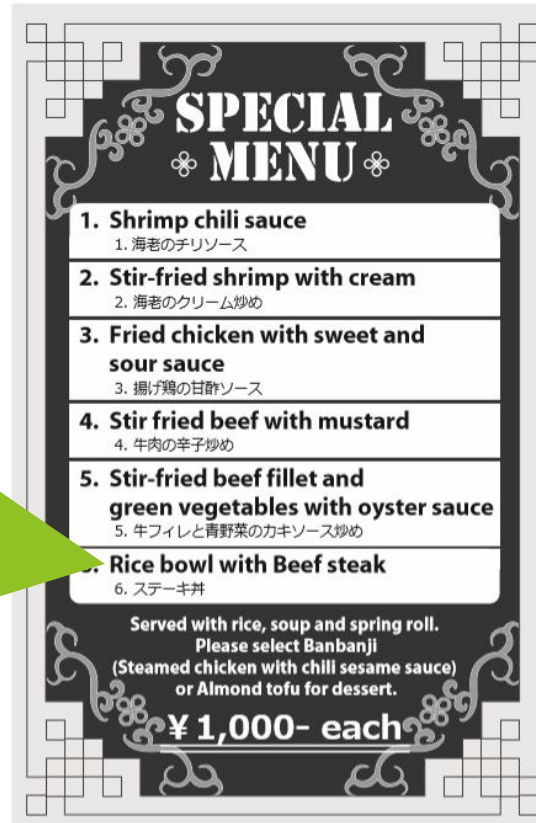 SPECIAL
MENU
1. Shrimp chili sauce
1. 海老のチリソース
2. Stir-fried shrimp with cream
2. 海老のクリーム炒め
3. Fried chicken with sweet and
sour sauce
3. 揚げ鶏の甘酢ソース
4. Stir fried beef with mustard
4. 牛肉の辛子炒め
5. Stir-fried beef fillet and
green vegetables with oyster sauce
5. 牛フィレと青野菜のカキソース炒め
Rice bowl with Beef steak
6. ステーキ丼
Served with rice, soup and spring roll.
Please select Banbanji
(Steamed chicken with chili sesame sauce)
or Almond tofu for dessert.
¥1,000- each